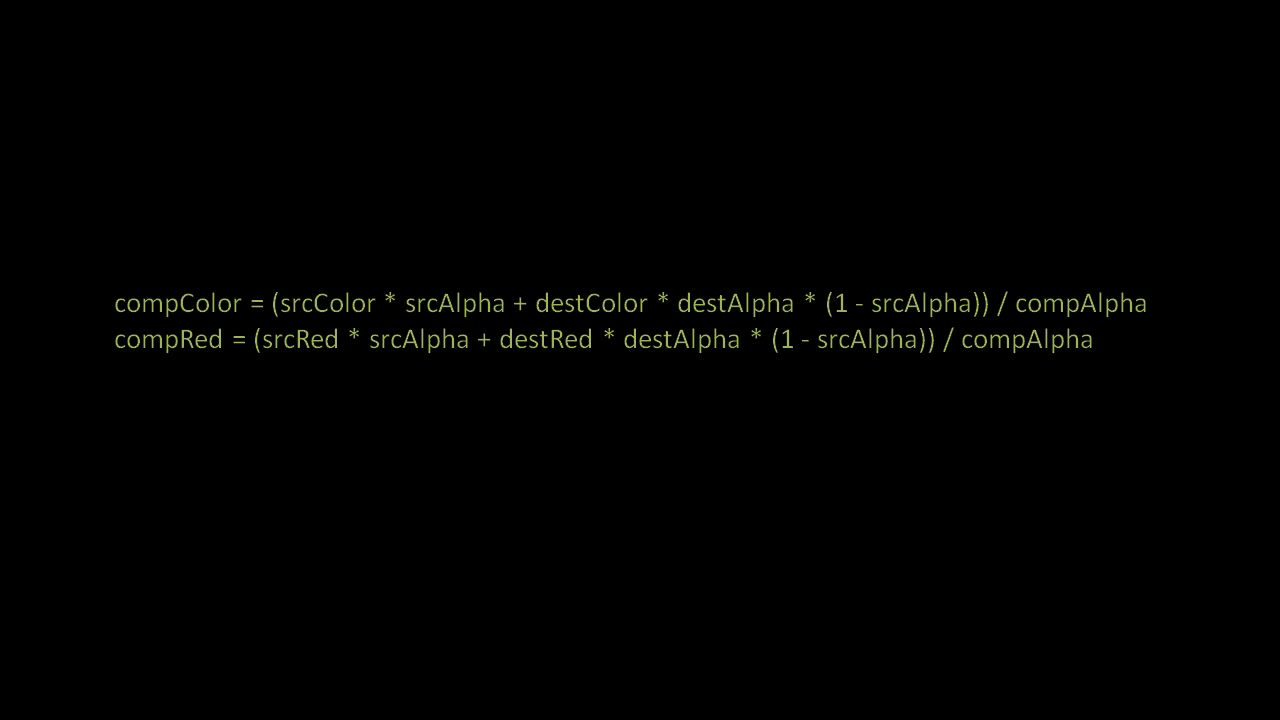 compColor = (srcColor * srcAlpha + destColor * destAlpha * (1 - srcAlpha)) / compAlpha
compRed = (srcRed * srcAlpha + destRed * destAlpha * (1 - srcAlpha)) / compAlpha